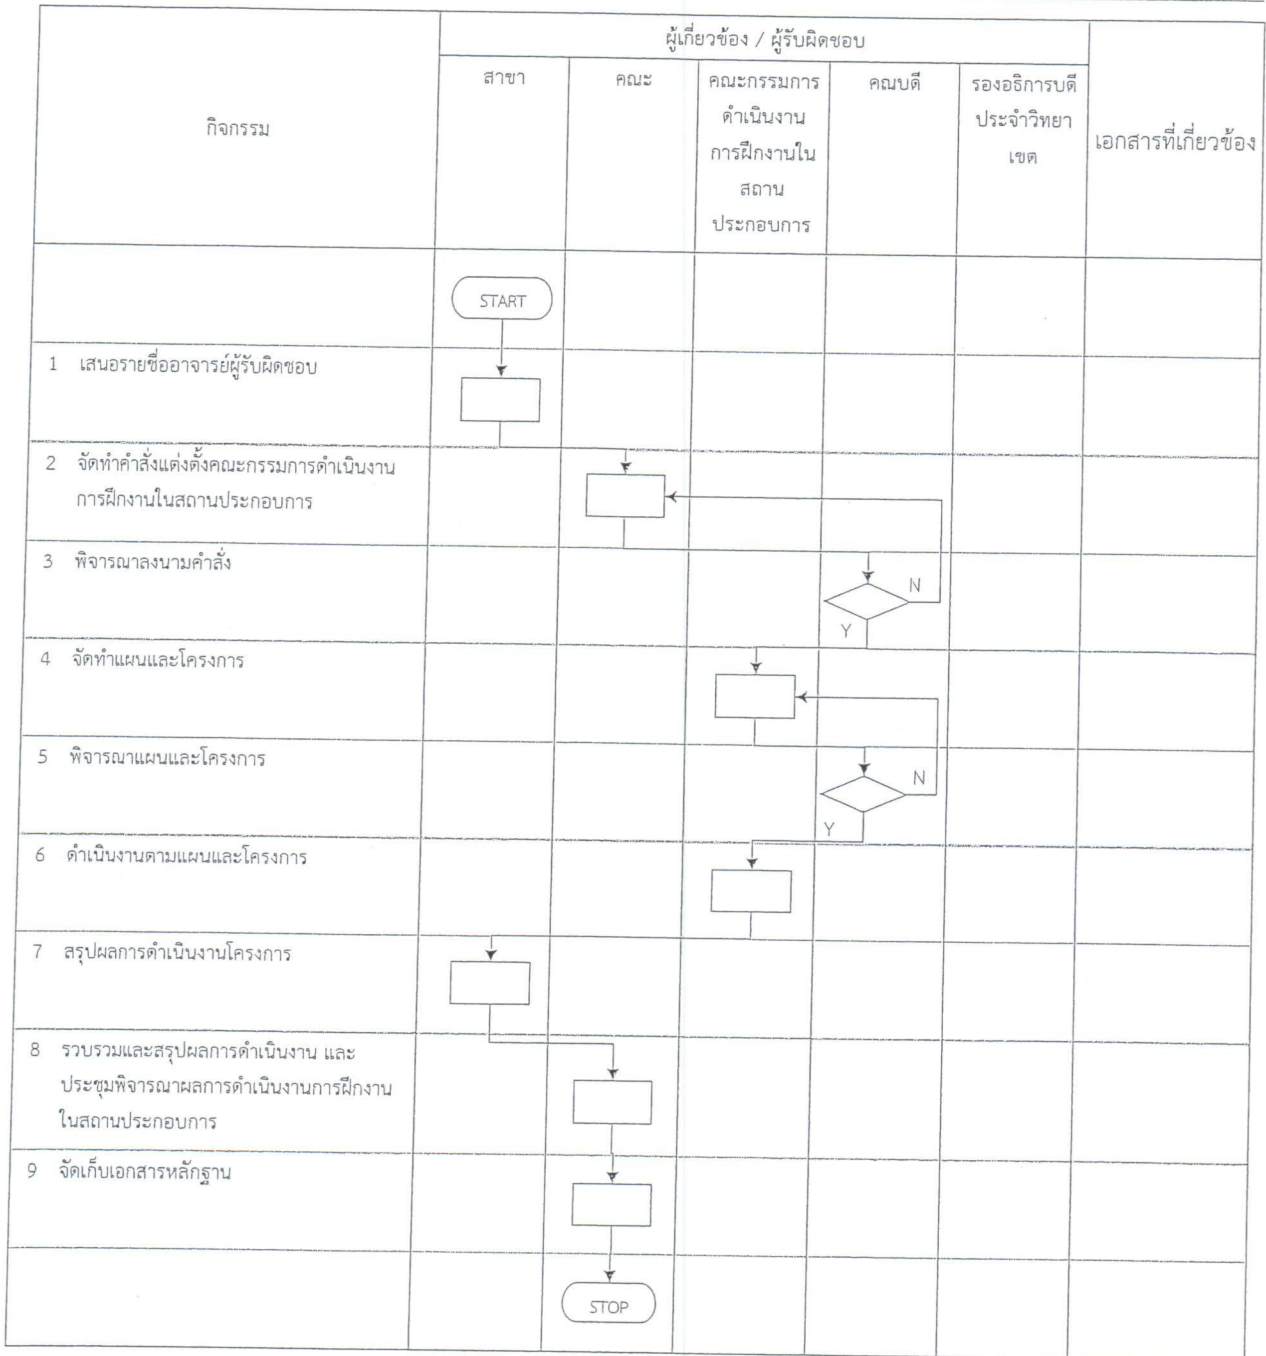 ผู้เกี่ยวข้อง / ผู้รับผิดชอบ
กิจกรรม
สาขา
คณะ
คณะกรรมการ
ดำเนินงาน
การฝึกงานใน
สถาน
ประกอบการ
คณบดี
รองอธิการบดี
ประจำวิทยา
เขต
เอกสารที่เกี่ยวข้อง
START
1 เสนอรายชื่ออาจารย์ผู้รับผิดชอบ
2 จัดทำคำสั่งแต่งตั้งคณะกรรมการดำเนินงาน
การฝึกงานในสถานประกอบการ
3 พิจารณาลงนามคำสั่ง
N
Y
4 จัดทำแผนและโครงการ
5 พิจารณาแผนและโครงการ
N
Y
6 ดำเนินงานตามแผนและโครงการ
7 สรุปผลการดำเนินงานโครงการ
8 รวบรวมและสรุปผลการดำเนินงาน และ
ประชุมพิจารณาผลการดำเนินงานการฝึกงาน
ในสถานประกอบการ
9 จัดเก็บเอกสารหลักฐาน
STOP